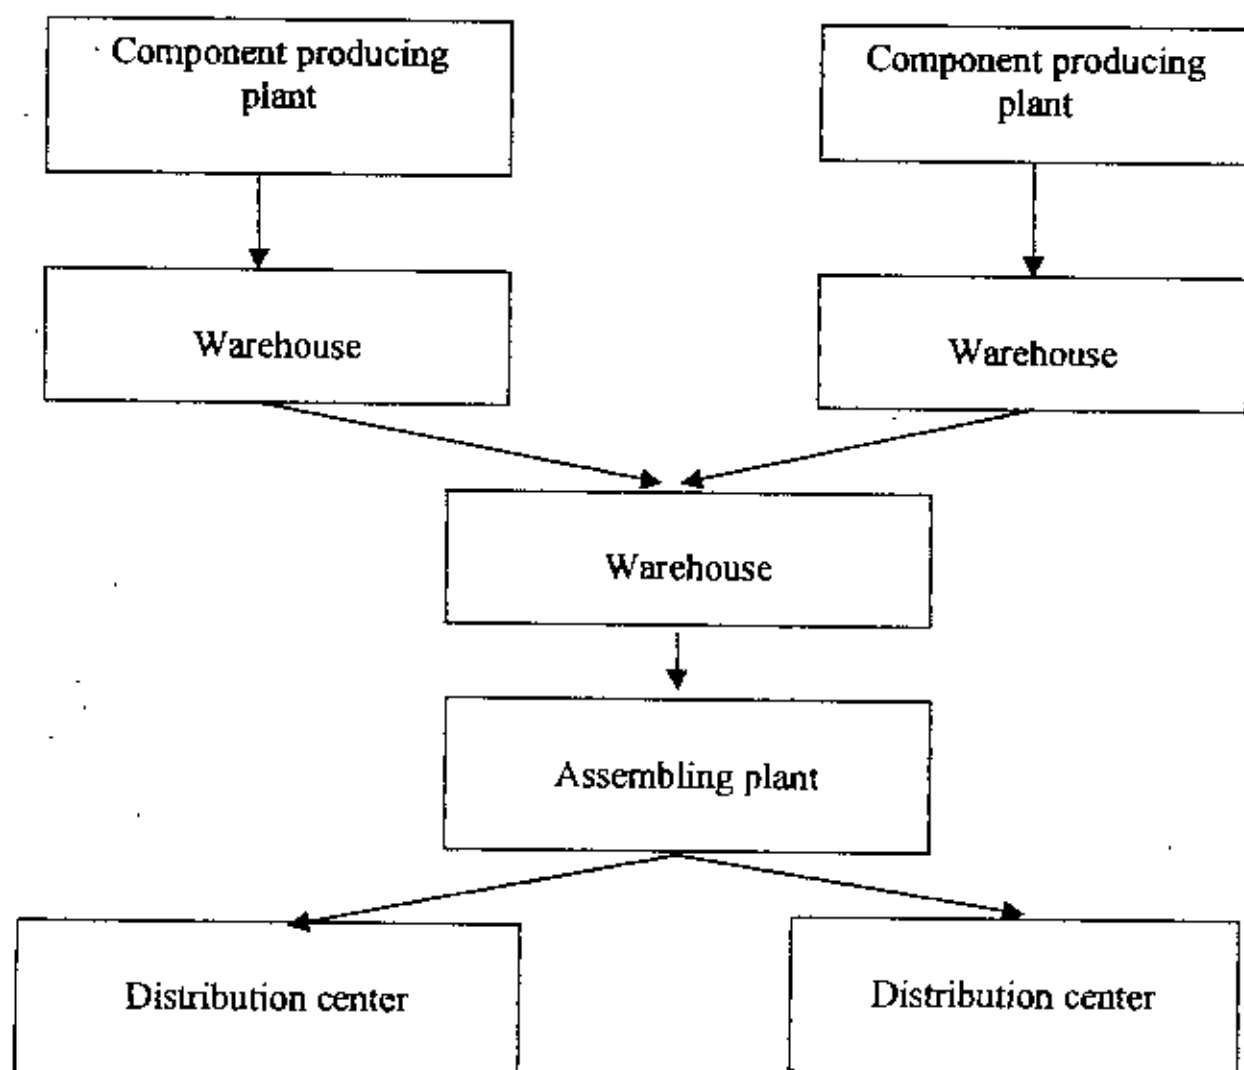 Component producing
plant
Component producing
plant
Warehouse
Warehouse
Warehouse
Assembling plant
Distribution center
Distribution center